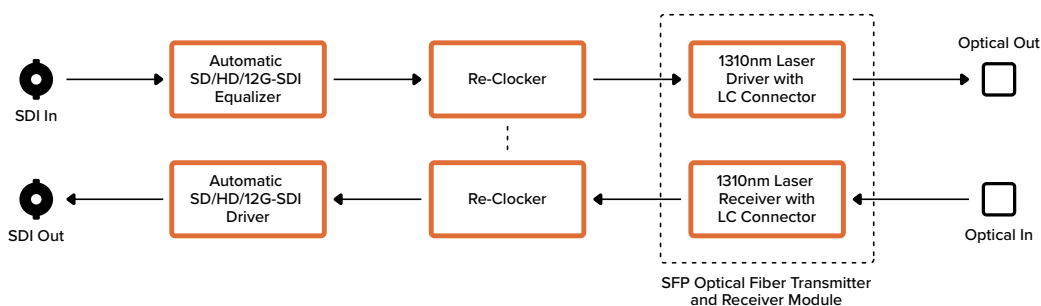 SDI In
Automatic
SD/HD/12G-SDI
Equalizer
Re-Clocker
1310nm Laser
Driver with
LC Connector
Optical Out
SDI Out
Automatic
SD/HD/12G-SDI
Driver
Re-Clocker
1310nm Laser
Receiver with
LC Connector
Optical In
SFP Optical Fiber Transmitter
and Receiver Module